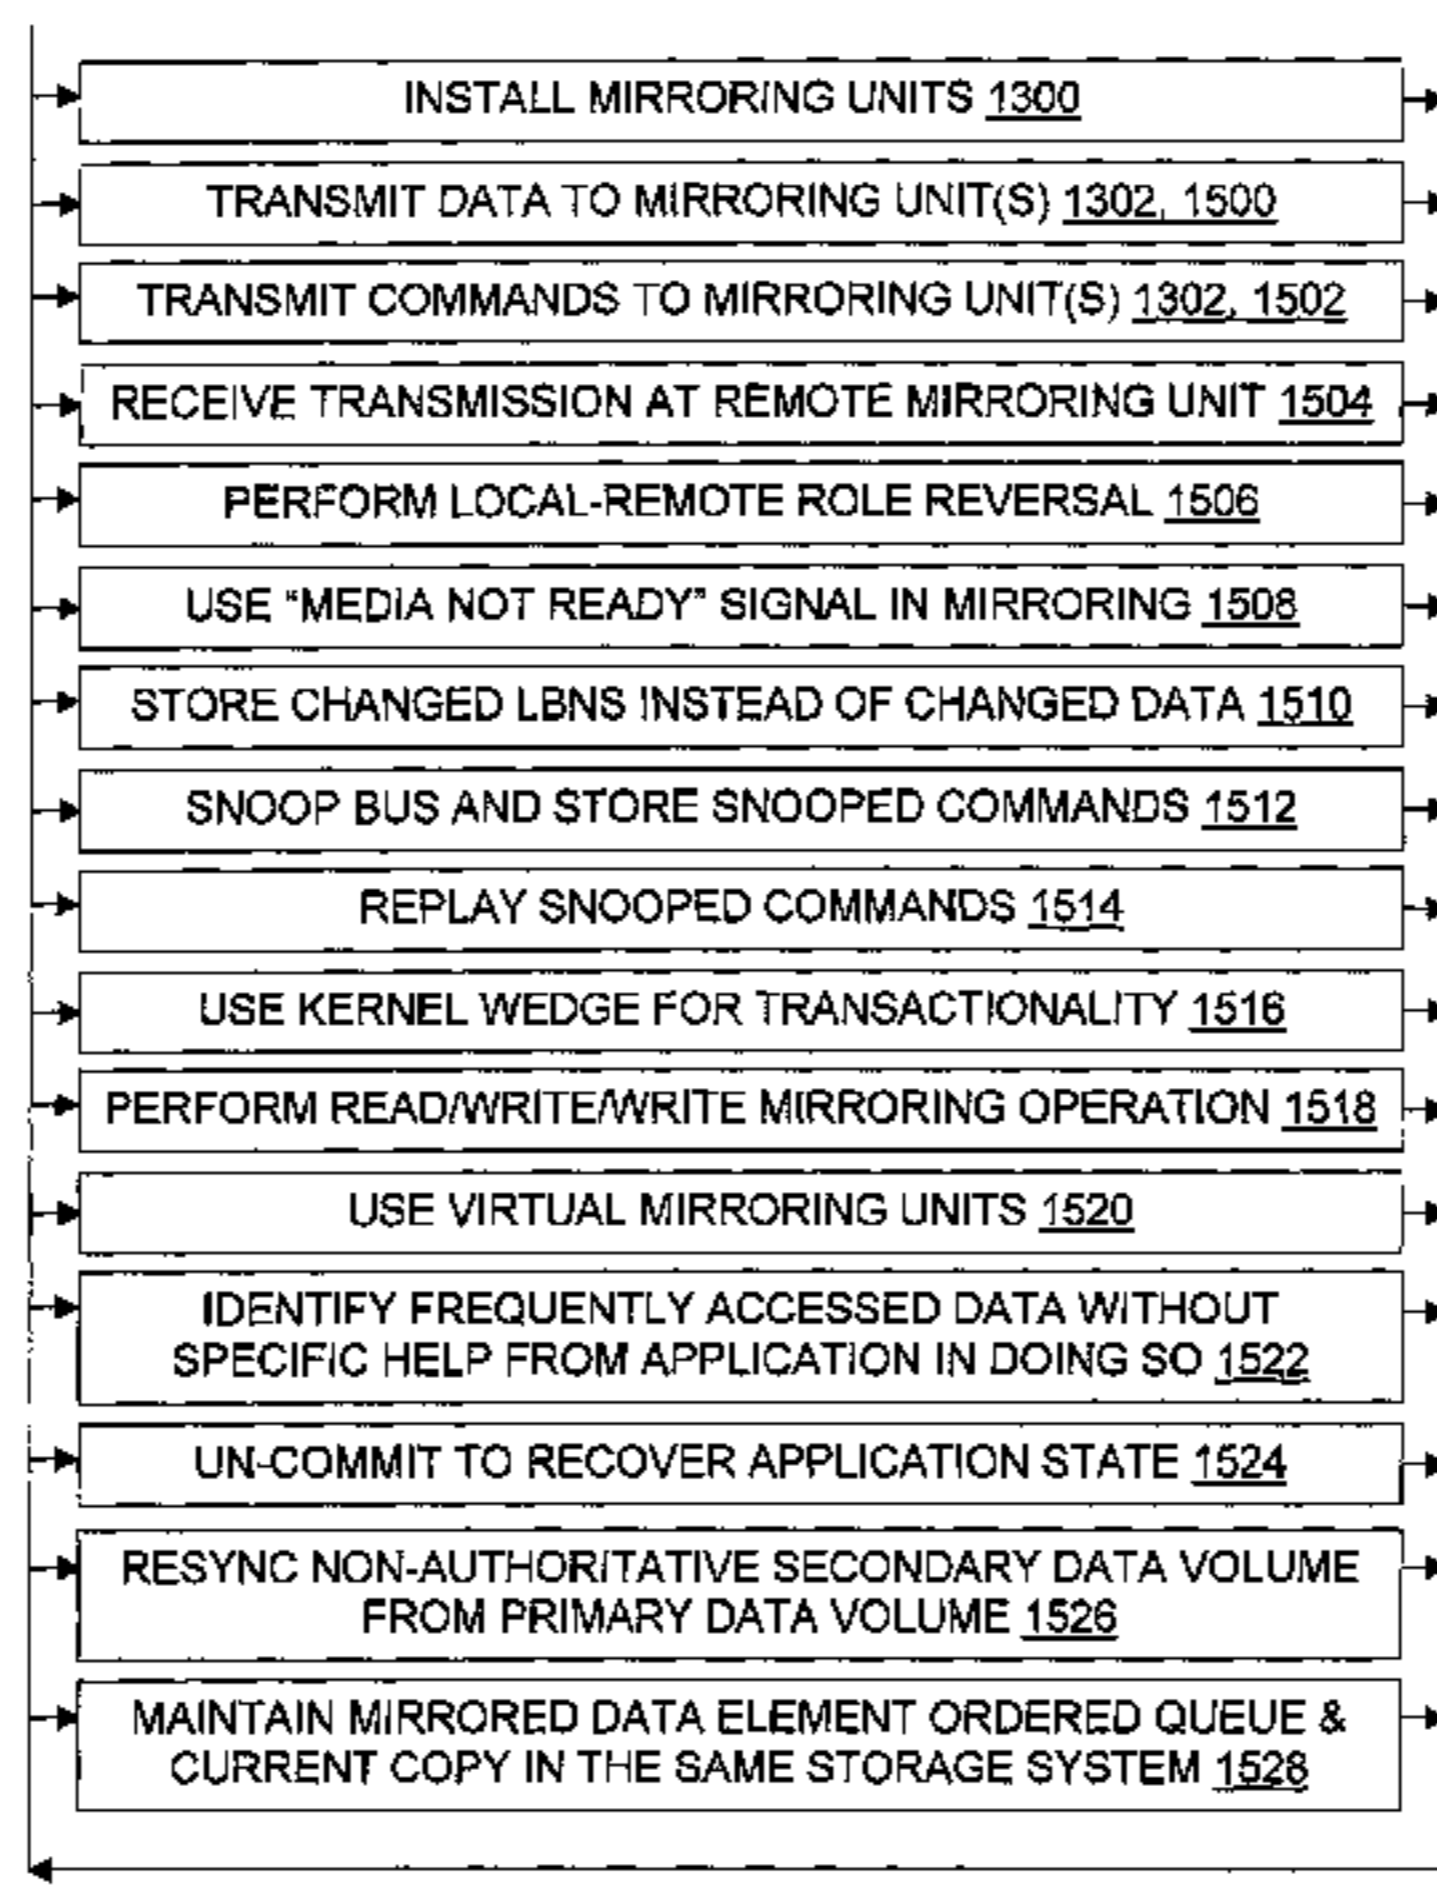 INSTALL MIRRORING UNITS 1300
TRANSMIT DATA TO MIRRORING UNIT(S) 1302, 1500
TRANSMIT COMMANDS TO MIRRORING UNIT(S) 1302, 1502
RECEIVE TRANSMISSION AT REMOTE MIRRORING UNIT 1504
PERFORM LOCAL-REMOTE ROLE REVERSAL 1506
USE “MEDIA NOT READY” SIGNAL IN MIRRORING 1508
STORE CHANGED LBNS INSTEAD OF CHANGED DATA 1510
SNOOP BUS AND STORE SNOOPED COMMANDS 1512
REPLAY SNOOPED COMMANDS 1514
USE KERNEL WEDGE FOR TRANSACTIONALITY 1516
PERFORM READ/WRITE/WRITE MIRRORING OPERATION 1518
USE VIRTUAL MIRRORING UNITS 1520
IDENTIFY FREQUENTLY ACCESSED DATA WITHOUT
SPECIFIC HELP FROM APPLICATION IN DOING SO 1522
UN-COMMIT TO RECOVER APPLICATION STATE 1524
RESYNC NON-AUTHORITATIVE SECONDARY DATA VOLUME
FROM PRIMARY DATA VOLUME 1526
MAINTAIN MIRRORED DATA ELEMENT ORDERED QUEUE &
CURRENT COPY IN THE SAME STORAGE SYSTEM 1528